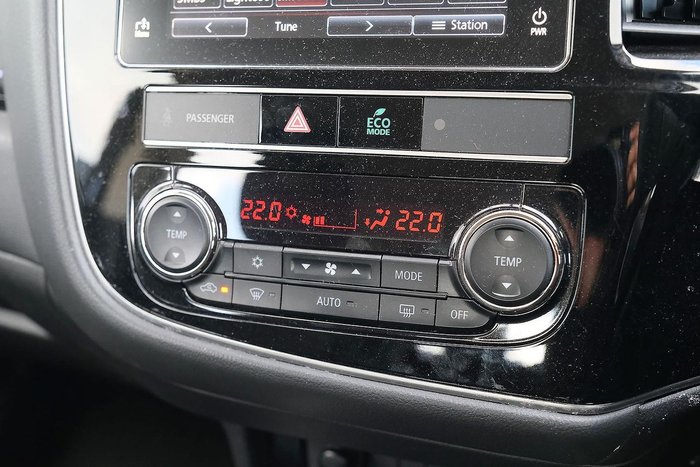 Tune
Station
PWR
PASSENGER
ECO
MODE
22.0
22.0
TEMP
MODE
TEMP
AUTO
OFF